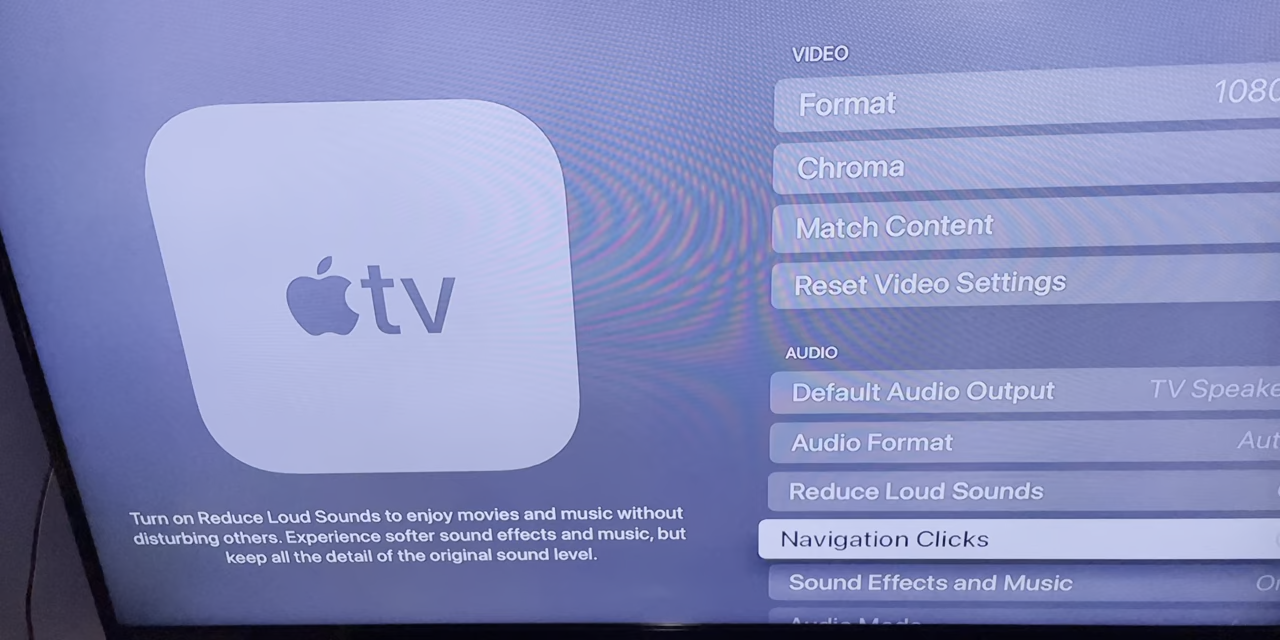 tv
Turn on Reduce Loud Sounds to enjoy movies and music without
disturbing others. Experience softer sound effects and music, but
keep all the detail of the original sound level.
VIDEO
Format 1080
Chroma
Match Content
Reset Video Settings
AUDIO
Default Audio Output TV Speake
Audio Format Aut
Reduce Loud Sounds
Navigation Clicks
Sound Effects and Music
Audio Mode